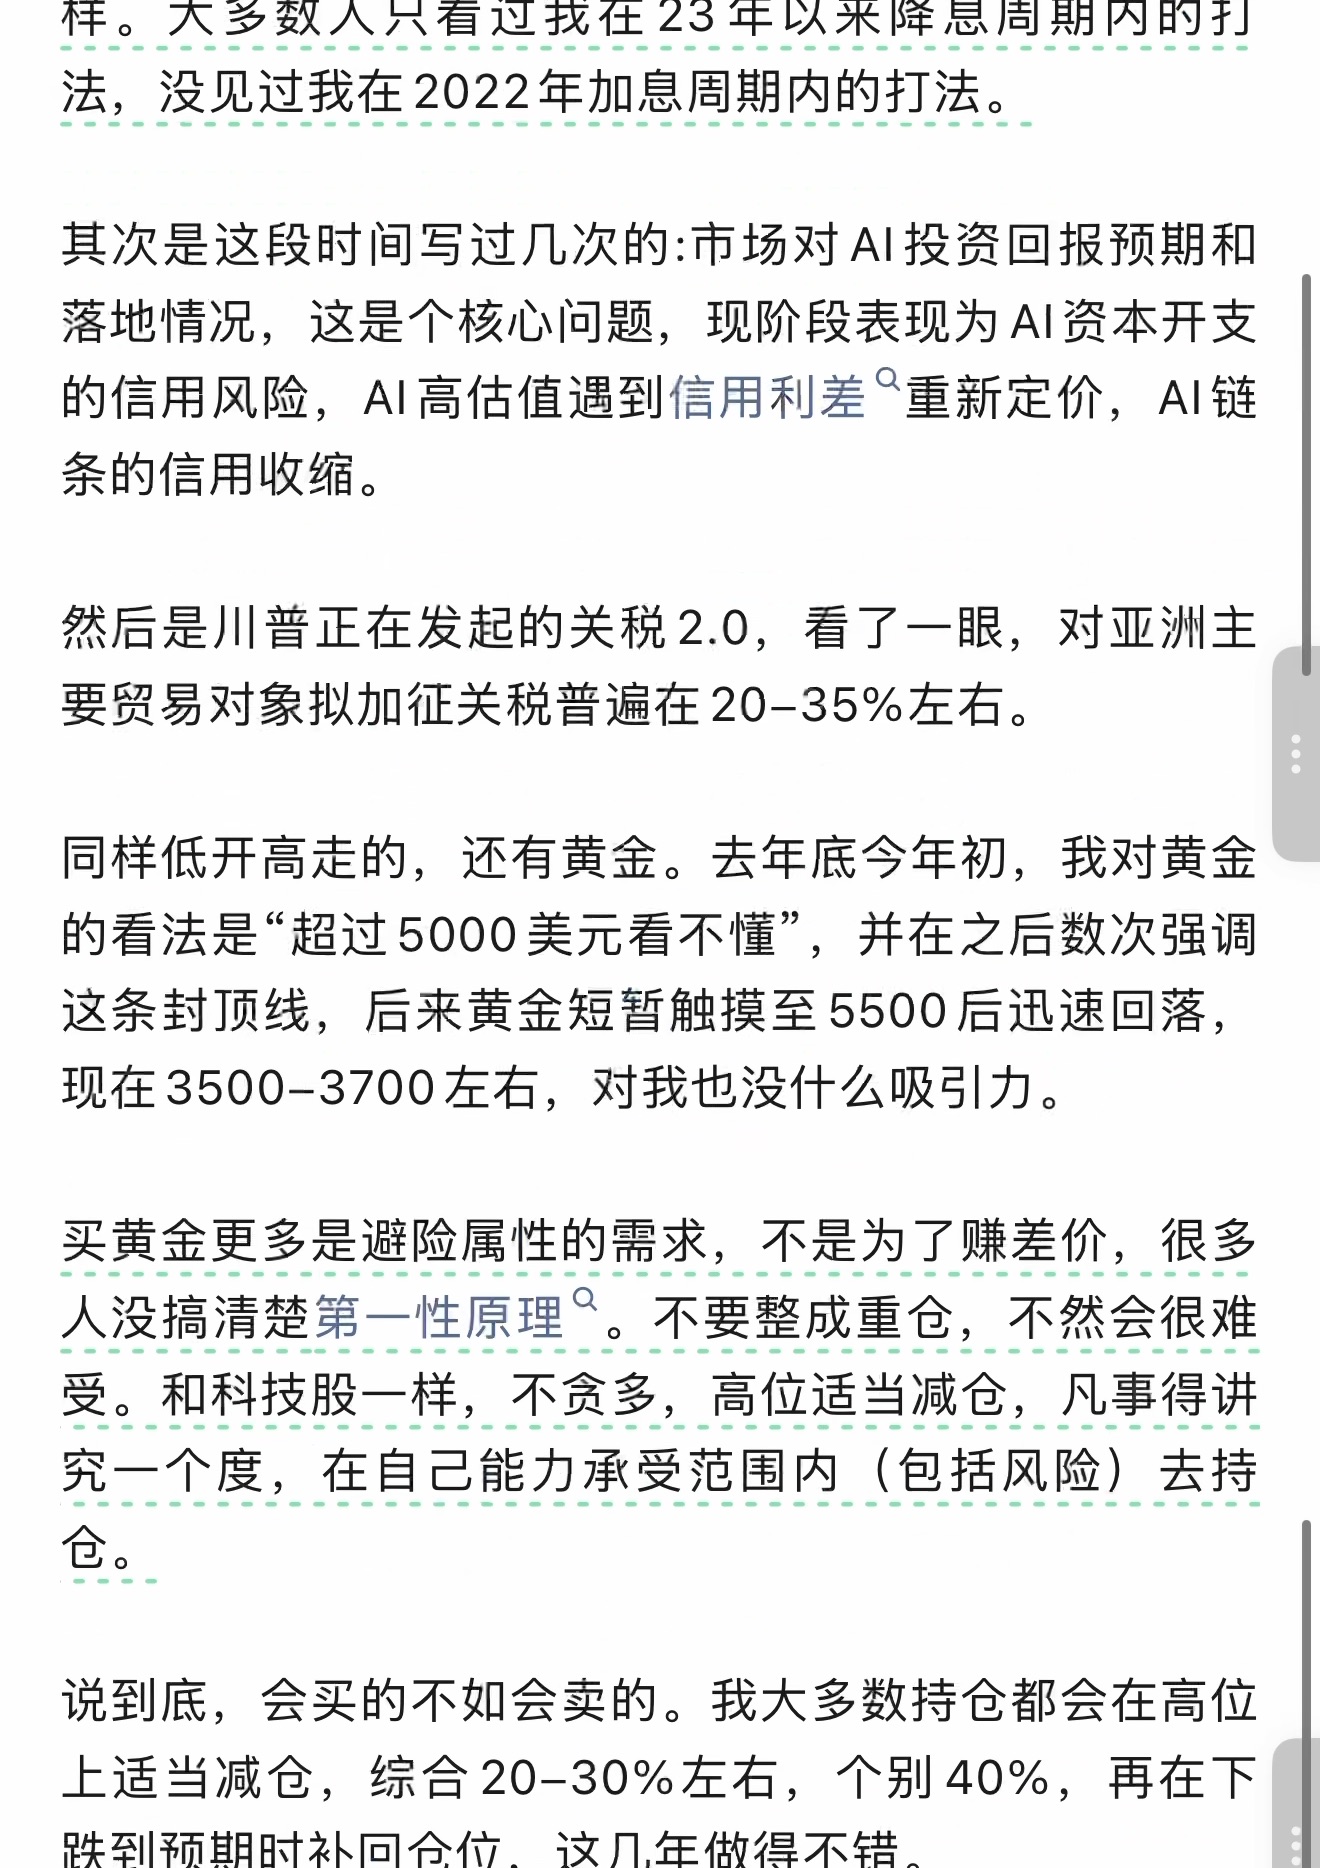 样。大多数人只看过我在23年以来降息周期内的打
法，没见过我在2022年加息周期内的打法。
其次是这段时间写过几次的:市场对AI投资回报预期和
落地情况，这是个核心问题，现阶段表现为AI资本开支
的信用风险，AI高估值遇到信用利差重新定价，AI链
条的信用收缩。
然后是川普正在发起的关税2.0，看了一眼，对亚洲主
要贸易对象拟加征关税普遍在20–35%左右。
同样低开高走的，还有黄金。去年底今年初，我对黄金
的看法是“超过5000美元看不懂”，并在之后数次强调
这条封顶线，后来黄金短暂触摸至5500后迅速回落，
现在3500–3700左右，对我也没什么吸引力。
买黄金更多是避险属性的需求，不是为了赚差价，很多
人没搞清楚第一性原理。不要整成重仓，不然会很难
受。和科技股一样，不贪多，高位适当减仓，凡事得讲
究一个度，在自己能力承受范围内（包括风险）去持
仓。
说到底，会买的不如会卖的。我大多数持仓都会在高位
上适当减仓，综合20–30%左右，个别40%，再在下
跌到预期时补回仓位，这几年做得不错。